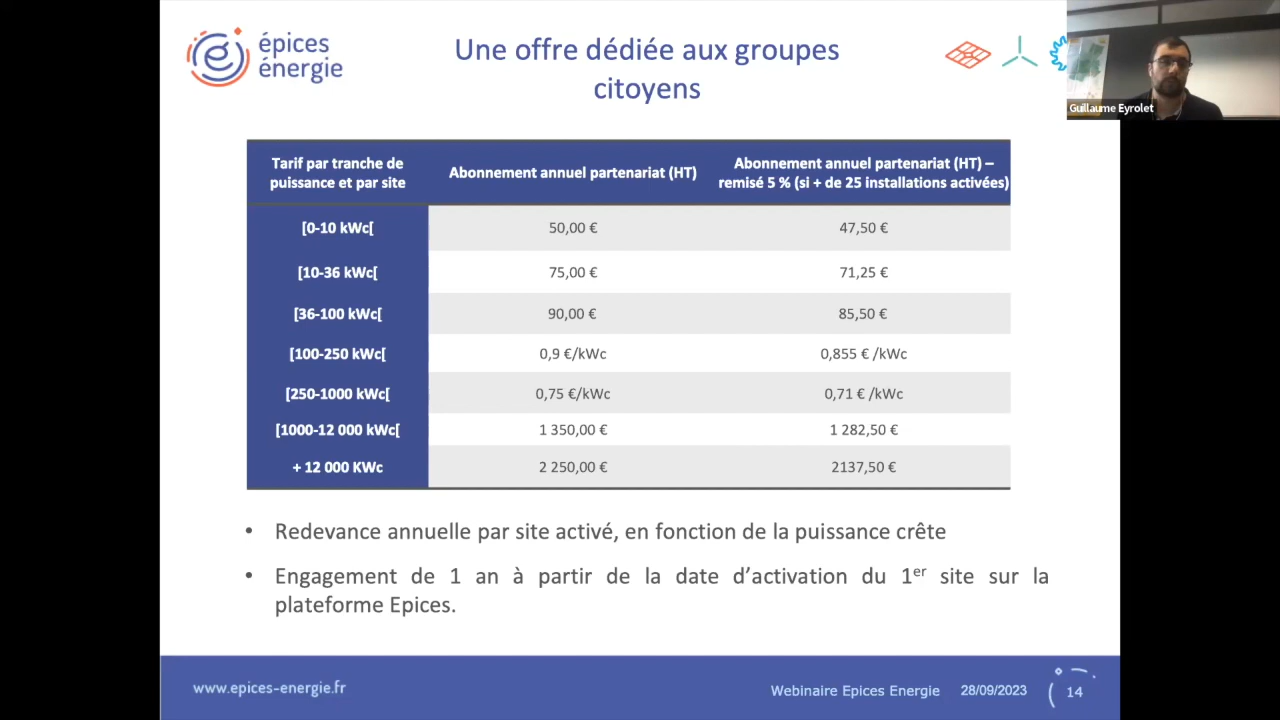 épices
énergie
Une offre dédiée aux groupes
citoyens
Guillaume Eyrolet
Tarif par tranche de
puissance et par site
Abonnement annuel partenariat (HT)
Abonnement annuel partenariat (HT) –
remisé 5 % (si + de 25 installations activées)
[0-10 kWc[ 50,00 € 47,50 €
[10-36 kWc[ 75,00 € 71,25 €
[36-100 kWc[ 90,00 € 85,50 €
[100-250 kWc[ 0,9 €/kWc 0,855 € /kWc
[250-1000 kWc[ 0,75 €/kWc 0,71 € /kWc
[1000-12 000 kWc[ 1 350,00 € 1 282,50 €
+ 12 000 KWc 2 250,00 € 2137,50 €
• Redevance annuelle par site activé, en fonction de la puissance crête
• Engagement de 1 an à partir de la date d’activation du 1er site sur la
plateforme Epices.
www.epices-energie.fr
Webinaire Epices Energie 28/09/2023 14